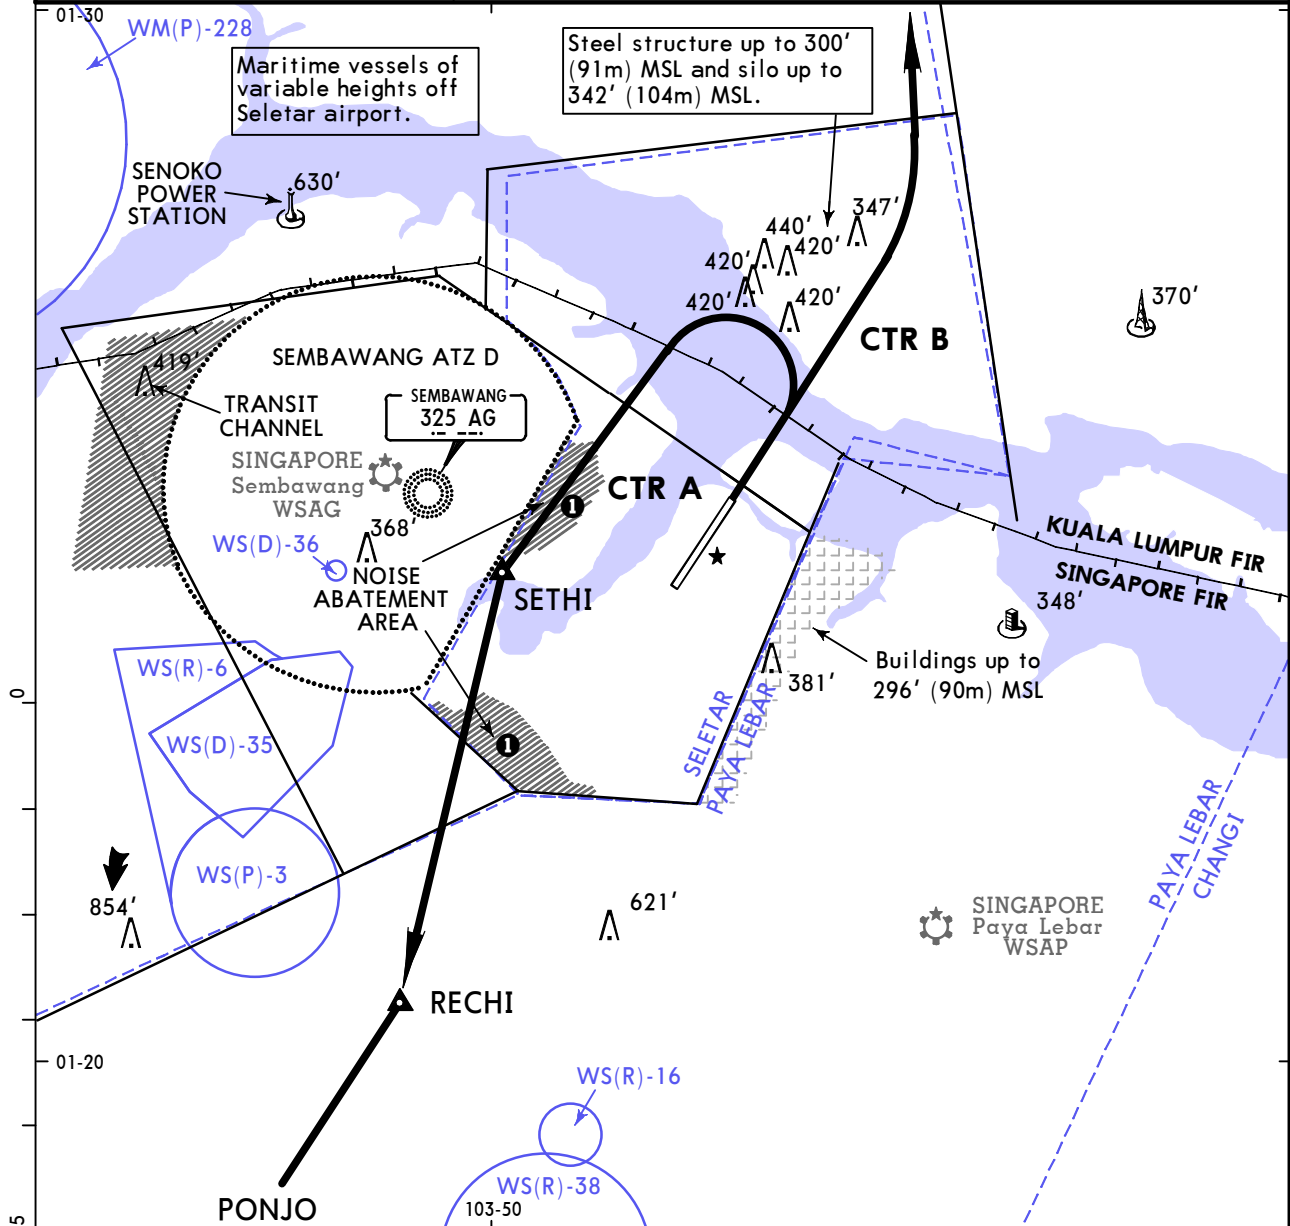 01-30
WM(P)-228
Maritime vessels of
variable heights off
Seletar airport.
Steel structure up to 300'
(91m) MSL and silo up to
342' (104m) MSL.
SENOKO
POWER
STATION
630'
347'
440'
420'
420'
420'
420'
370'
CTR B
419'
SEMBAWANG ATZ D
TRANSIT
CHANNEL
SEMBAWANG
325 AG
SINGAPORE
Sembawang
WSAG
CTR A
1
368'
WS(D)-36
NOISE
ABATEMENT
AREA
SETHI
KUALA LUMPUR FIR
SINGAPORE FIR
348'
Buildings up to
296' (90m) MSL
381'
WS(R)-6
WS(D)-35
1
SELETAR
PAYA LEBAR
0
WS(P)-3
PAYA LEBAR
CHANGI
854'
621'
SINGAPORE
Paya Lebar
WSAP
RECHI
01-20
WS(R)-16
WS(R)-38
PONJO
103-50
5